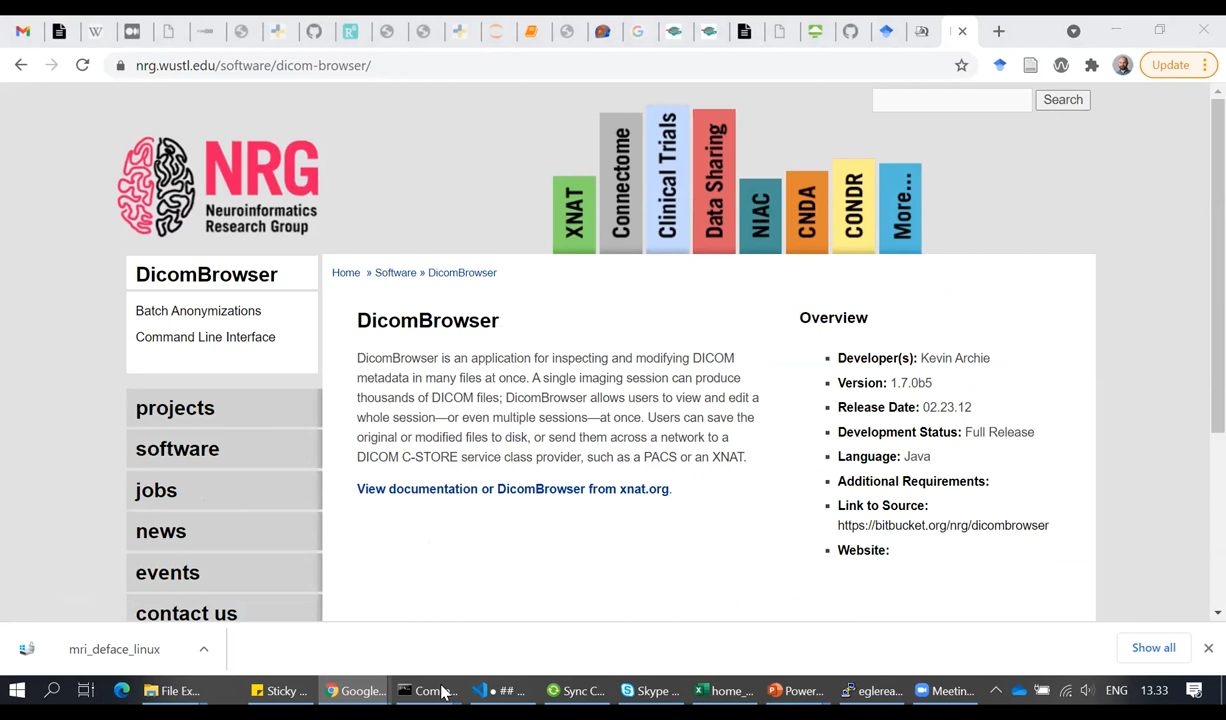 nrg.wustl.edu/software/dicom-browser/
Update
Search
NRG
Neuroinformatics
Research Group
XNAT
Connectome
Clinical Trials
Data Sharing
NIAC
CNDA
CONDR
More...
DicomBrowser
Batch Anonymizations
Command Line Interface
projects
software
jobs
news
events
contact us
Home » Software » DicomBrowser
DicomBrowser
DicomBrowser is an application for inspecting and modifying DICOM
metadata in many files at once. A single imaging session can produce
thousands of DICOM files; DicomBrowser allows users to view and edit a
whole session—or even multiple sessions—at once. Users can save the
original or modified files to disk, or send them across a network to a
DICOM C-STORE service class provider, such as a PACS or an XNAT.
View documentation or DicomBrowser from xnat.org.
Overview
Developer(s): Kevin Archie
Version: 1.7.0b5
Release Date: 02.23.12
Development Status: Full Release
Language: Java
Additional Requirements:
Link to Source:
https://bitbucket.org/nrg/dicombrowser
Website:
mri_deface_linux
Show all
File Ex...
Sticky ...
Google...
Com...
● ## ...
Sync C...
Skype ...
home_...
Power...
eglerea...
Meetin...
ENG
13.33